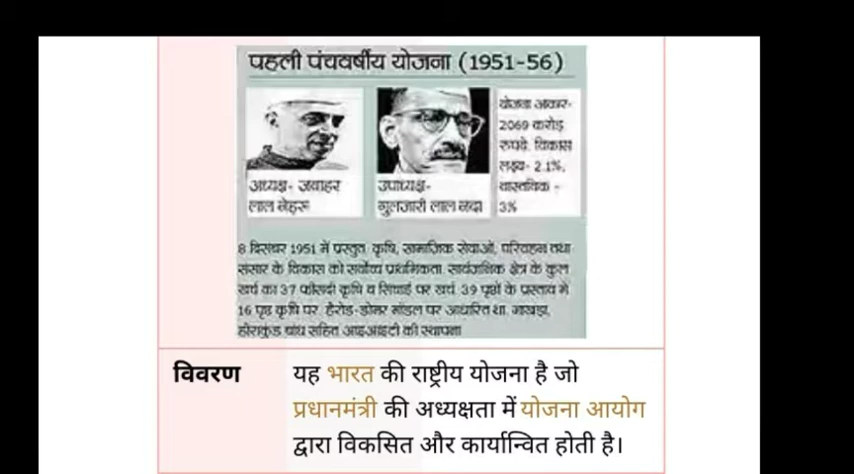 पहली पंचवर्षीय योजना (1951-56)
अध्यक्ष- जवाहर
लाल नेहरू
उपाध्यक्ष-
गुलजारी लाल नंदा
योजना आकार-
2069 करोड़
रुपये. विकास
लक्ष्य- 2.1%,
वास्तविक -
3%
8 दिसंबर 1951 में प्रस्तुत. कृषि, सामाजिक सेवाओं, परिवहन तथा
संसार के विकास को सर्वोच्च प्राथमिकता. सार्वजनिक क्षेत्र के कुल
खर्च का 37 फीसदी कृषि व सिंचाई पर खर्च. 39 पृष्ठों के प्रस्ताव में
16 पृष्ठ कृषि पर. हैरोड-डोमर मॉडल पर आधारित था. भाखड़ा,
हीराकुंड बांध सहित आइआइटी की स्थापना
विवरण
यह भारत की राष्ट्रीय योजना है जो
प्रधानमंत्री की अध्यक्षता में योजना आयोग
द्वारा विकसित और कार्यान्वित होती है।